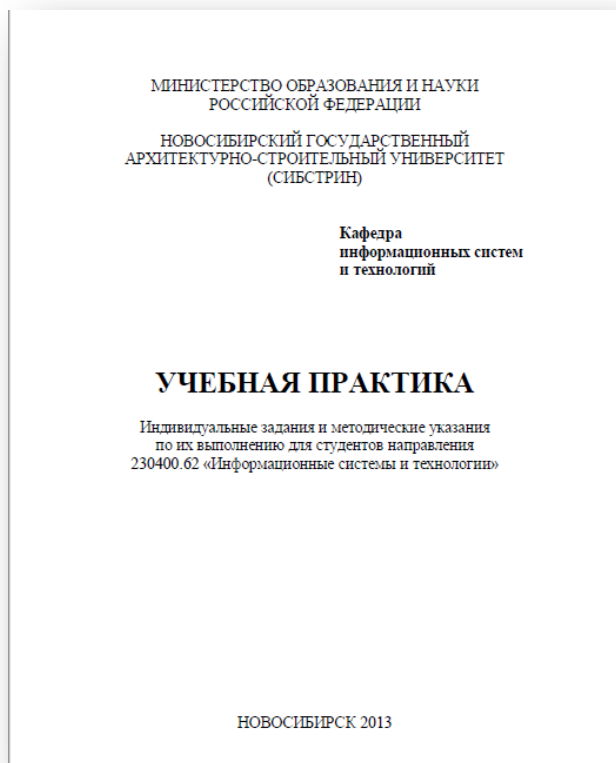 МИНИСТЕРСТВО ОБРАЗОВАНИЯ И НАУКИ
РОССИЙСКОЙ ФЕДЕРАЦИИ
НОВОСИБИРСКИЙ ГОСУДАРСТВЕННЫЙ
АРХИТЕКТУРНО-СТРОИТЕЛЬНЫЙ УНИВЕРСИТЕТ
(СИБСТРИН)
Кафедра
информационных систем
и технологий
УЧЕБНАЯ ПРАКТИКА
Индивидуальные задания и методические указания
по их выполнению для студентов направления
230400.62 «Информационные системы и технологии»
НОВОСИБИРСК 2013